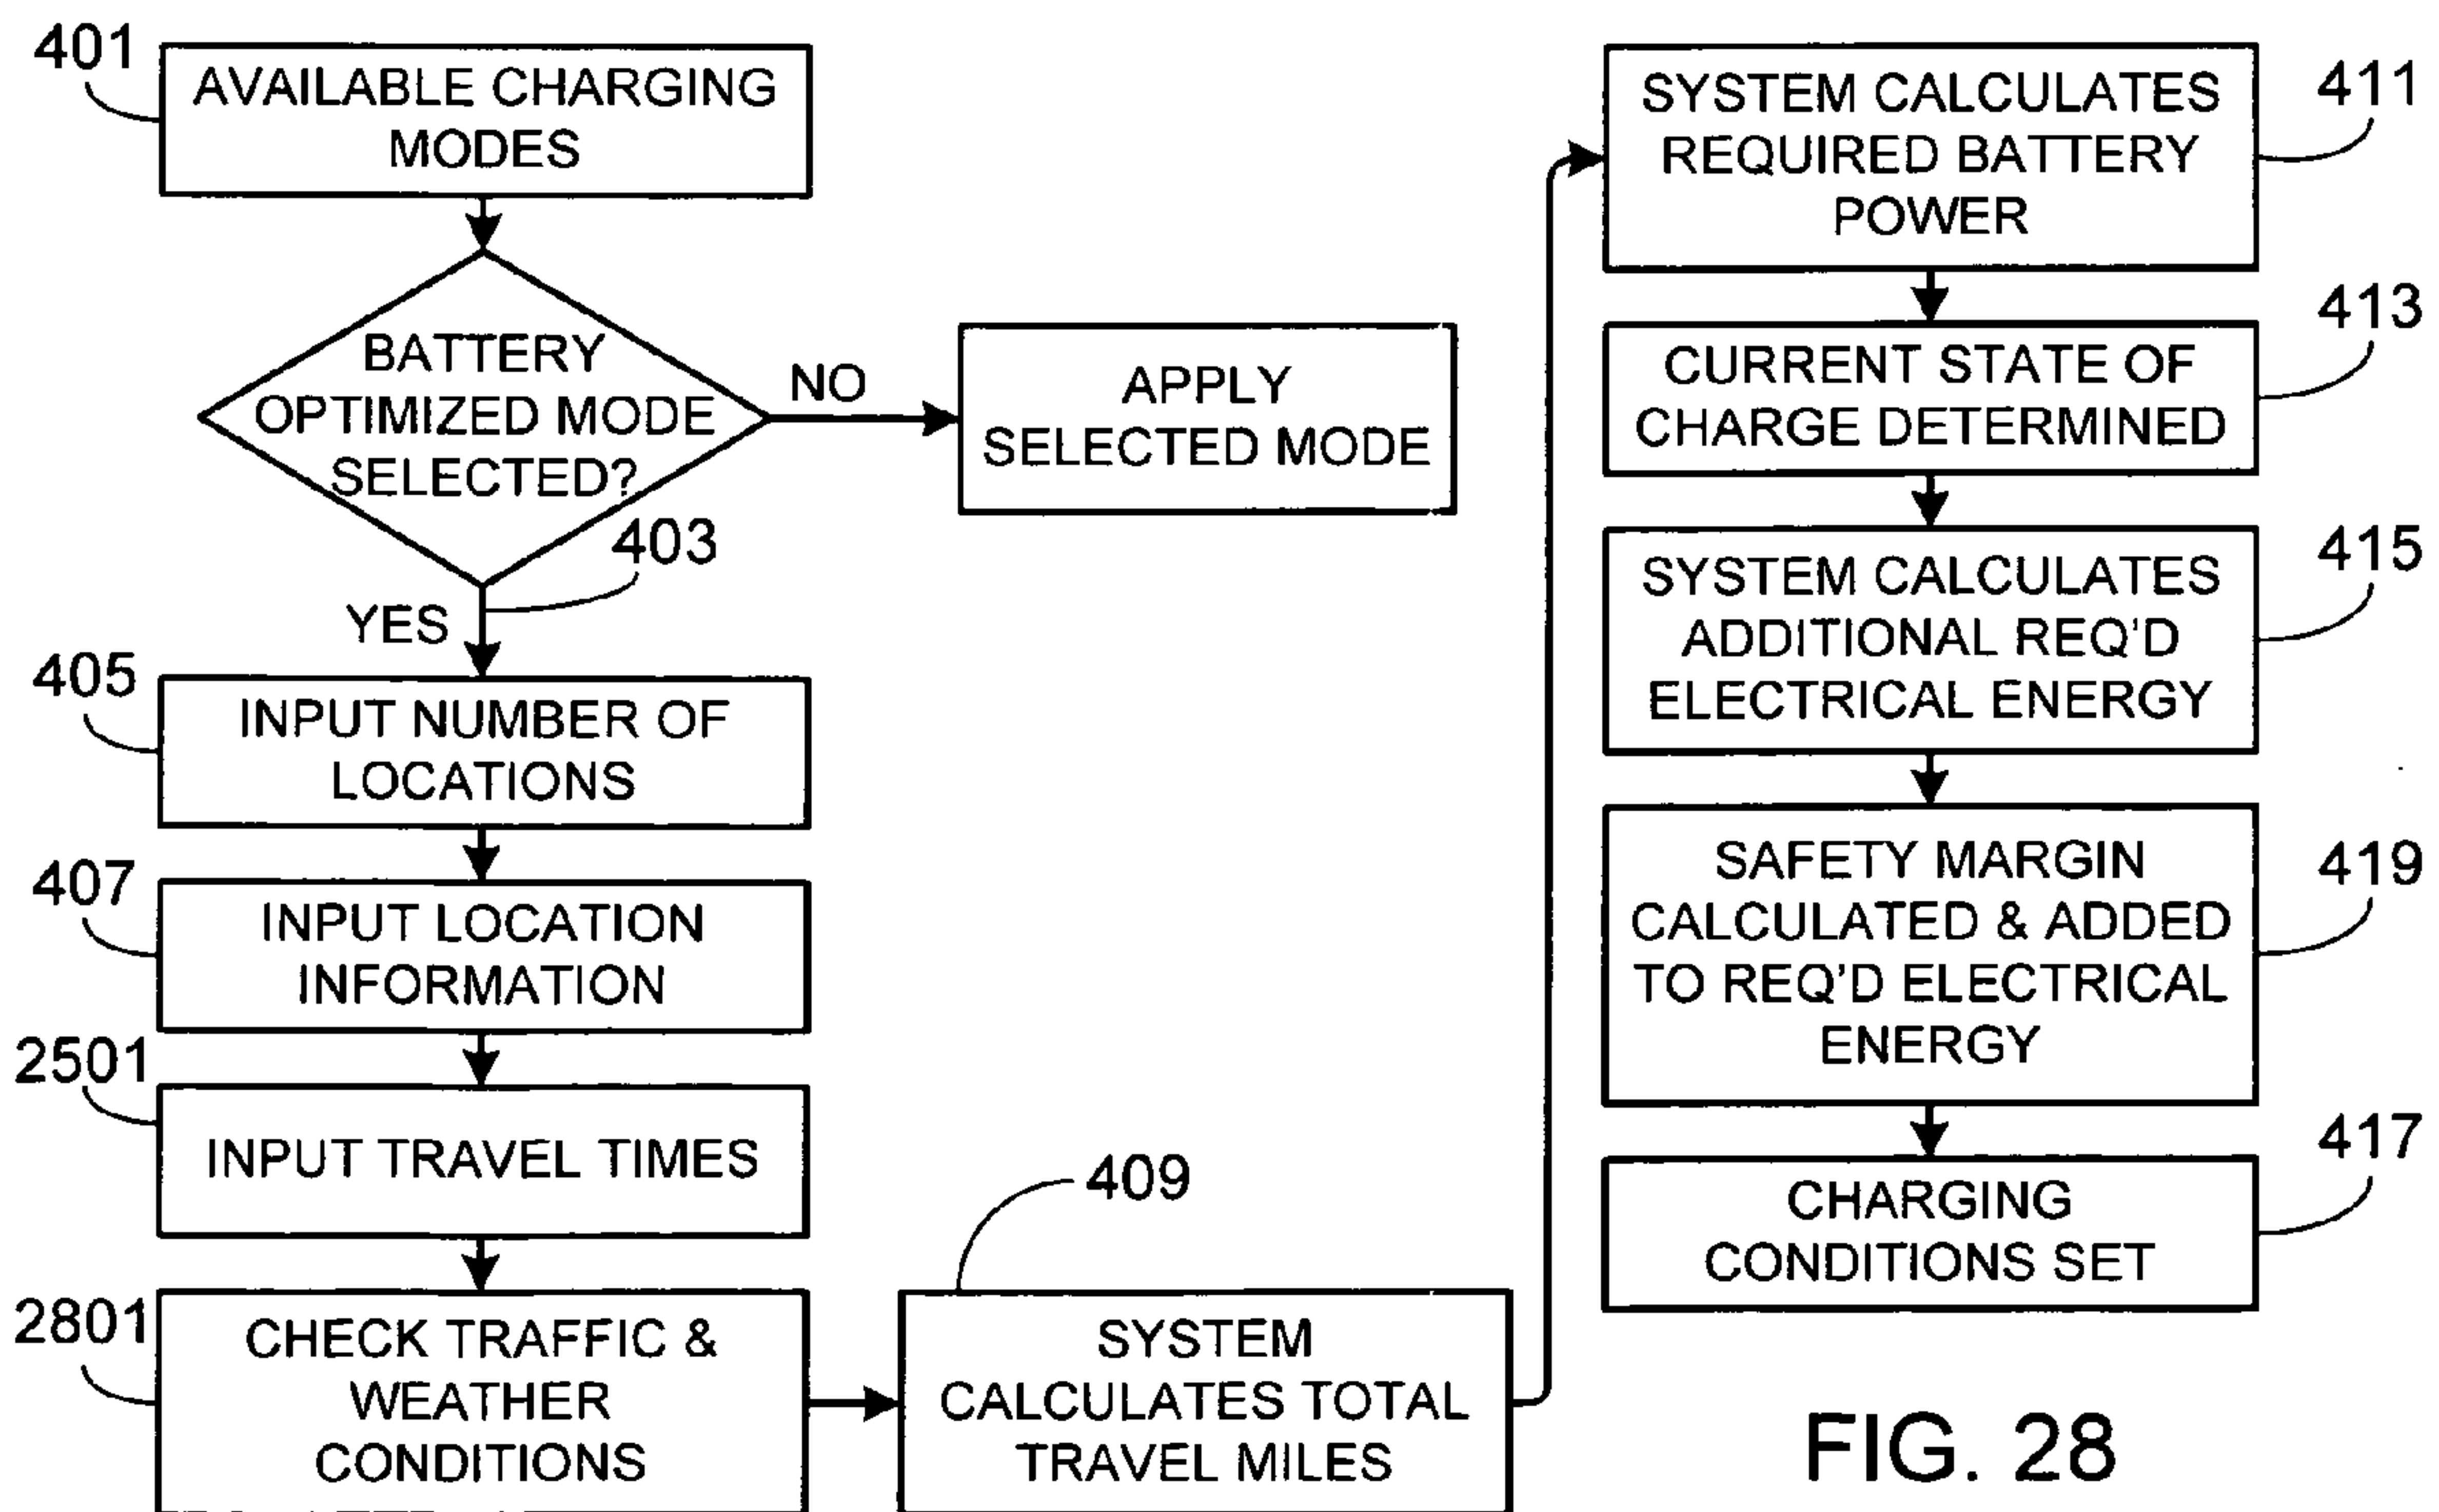 401
AVAILABLE CHARGING
MODES
BATTERY
OPTIMIZED MODE
SELECTED?
NO
APPLY
SELECTED MODE
403
YES
405
INPUT NUMBER OF
LOCATIONS
407
INPUT LOCATION
INFORMATION
2501
INPUT TRAVEL TIMES
2801
CHECK TRAFFIC &
WEATHER
CONDITIONS
409
SYSTEM
CALCULATES TOTAL
TRAVEL MILES
411
SYSTEM CALCULATES
REQUIRED BATTERY
POWER
413
CURRENT STATE OF
CHARGE DETERMINED
415
SYSTEM CALCULATES
ADDITIONAL REQ'D
ELECTRICAL ENERGY
419
SAFETY MARGIN
CALCULATED & ADDED
TO REQ'D ELECTRICAL
ENERGY
417
CHARGING
CONDITIONS SET
FIG. 28